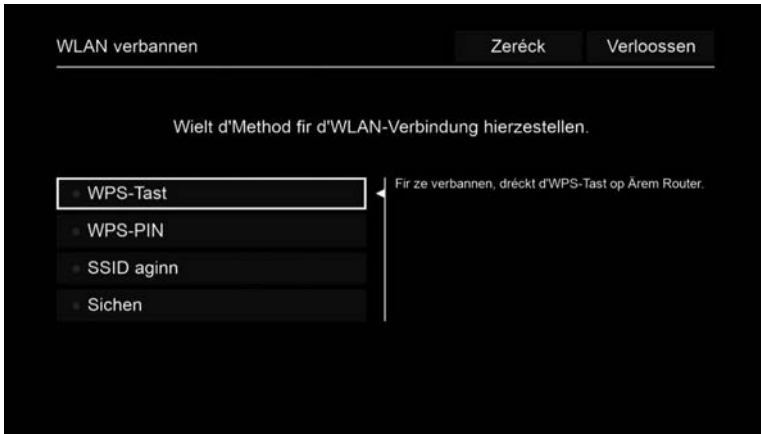 WLAN verbannen
Zeréck
Verloossen
Wielt d'Method fir d'WLAN-Verbindung hierzestellen.
WPS-Tast
Fir ze verbannen, dréckt d'WPS-Tast op Ärem Router.
WPS-PIN
SSID aginn
Sichen